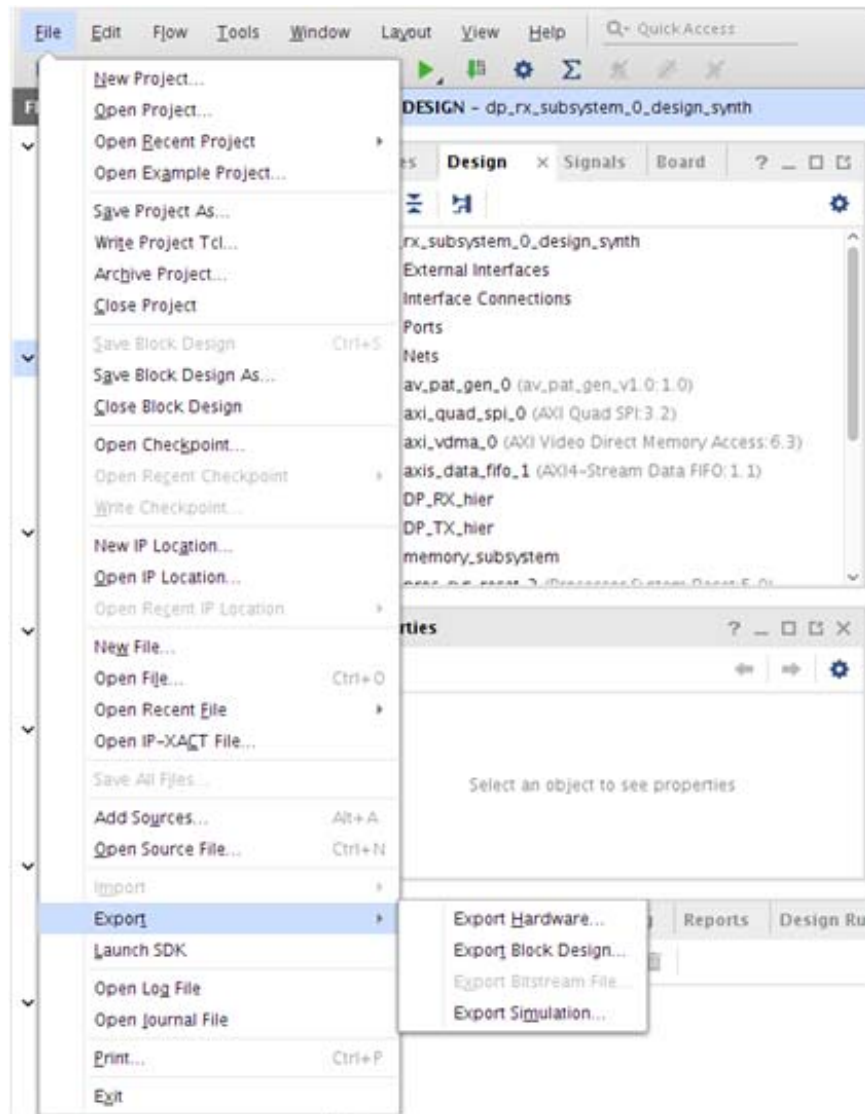 File Edit Flow Tools Window Layout View Help Quick Access
New Project...
Open Project...
Open Recent Project
Open Example Project...
Save Project As...
Write Project Tcl...
Archive Project...
Close Project
Save Block Design Ctrl+S
Save Block Design As...
Close Block Design
Open Checkpoint...
Open Recent Checkpoint
Write Checkpoint...
New IP Location...
Open IP Location...
Open Recent IP Location
New File...
Open File... Ctrl+O
Open Recent File
Open IP-XACT File...
Save All Files...
Add Sources... Alt+A
Open Source File... Ctrl+N
Import
Export
Launch SDK
Open Log File
Open Journal File
Print... Ctrl+P
Exit
Export Hardware...
Export Block Design...
Export Bitstream File...
Export Simulation...
DESIGN - dp_rx_subsystem_0_design_synth
es Design × Signals Board ? _
rx_subsystem_0_design_synth
External Interfaces
Interface Connections
Ports
Nets
av_pat_gen_0 (av_pat_gen_v1.0:1.0)
axi_quad_spi_0 (AXI Quad SPI:3.2)
axi_vdma_0 (AXI Video Direct Memory Access:6.3)
axis_data_fifo_1 (AXI4-Stream Data FIFO:1.1)
DP_RX_hier
DP_TX_hier
memory_subsystem
rties ? _ ×
Select an object to see properties
Reports Design Ru